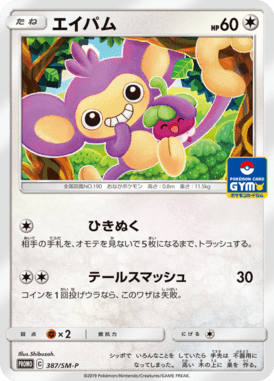 たね エイパム HP60
POKÉMON CARD
GYM
ポケモンカードジム
全国図鑑NO.190 おながポケモン 高さ：0.8m 重さ：11.5kg
ひきぬく
相手の手札を、オモテを見ないで5枚になるまで、トラッシュする。
テールスマッシュ 30
コインを1回投げウラなら、このワザは失敗。
弱点 ×2 抵抗力 にげる
Illus.Shibuzoh.
PROMO C 387/SM-P
シッポで いろんなことを していたら 手先は 不器用に
なってしまった。
©2019 Pokémon/Nintendo/Creatures/GAME FREAK.